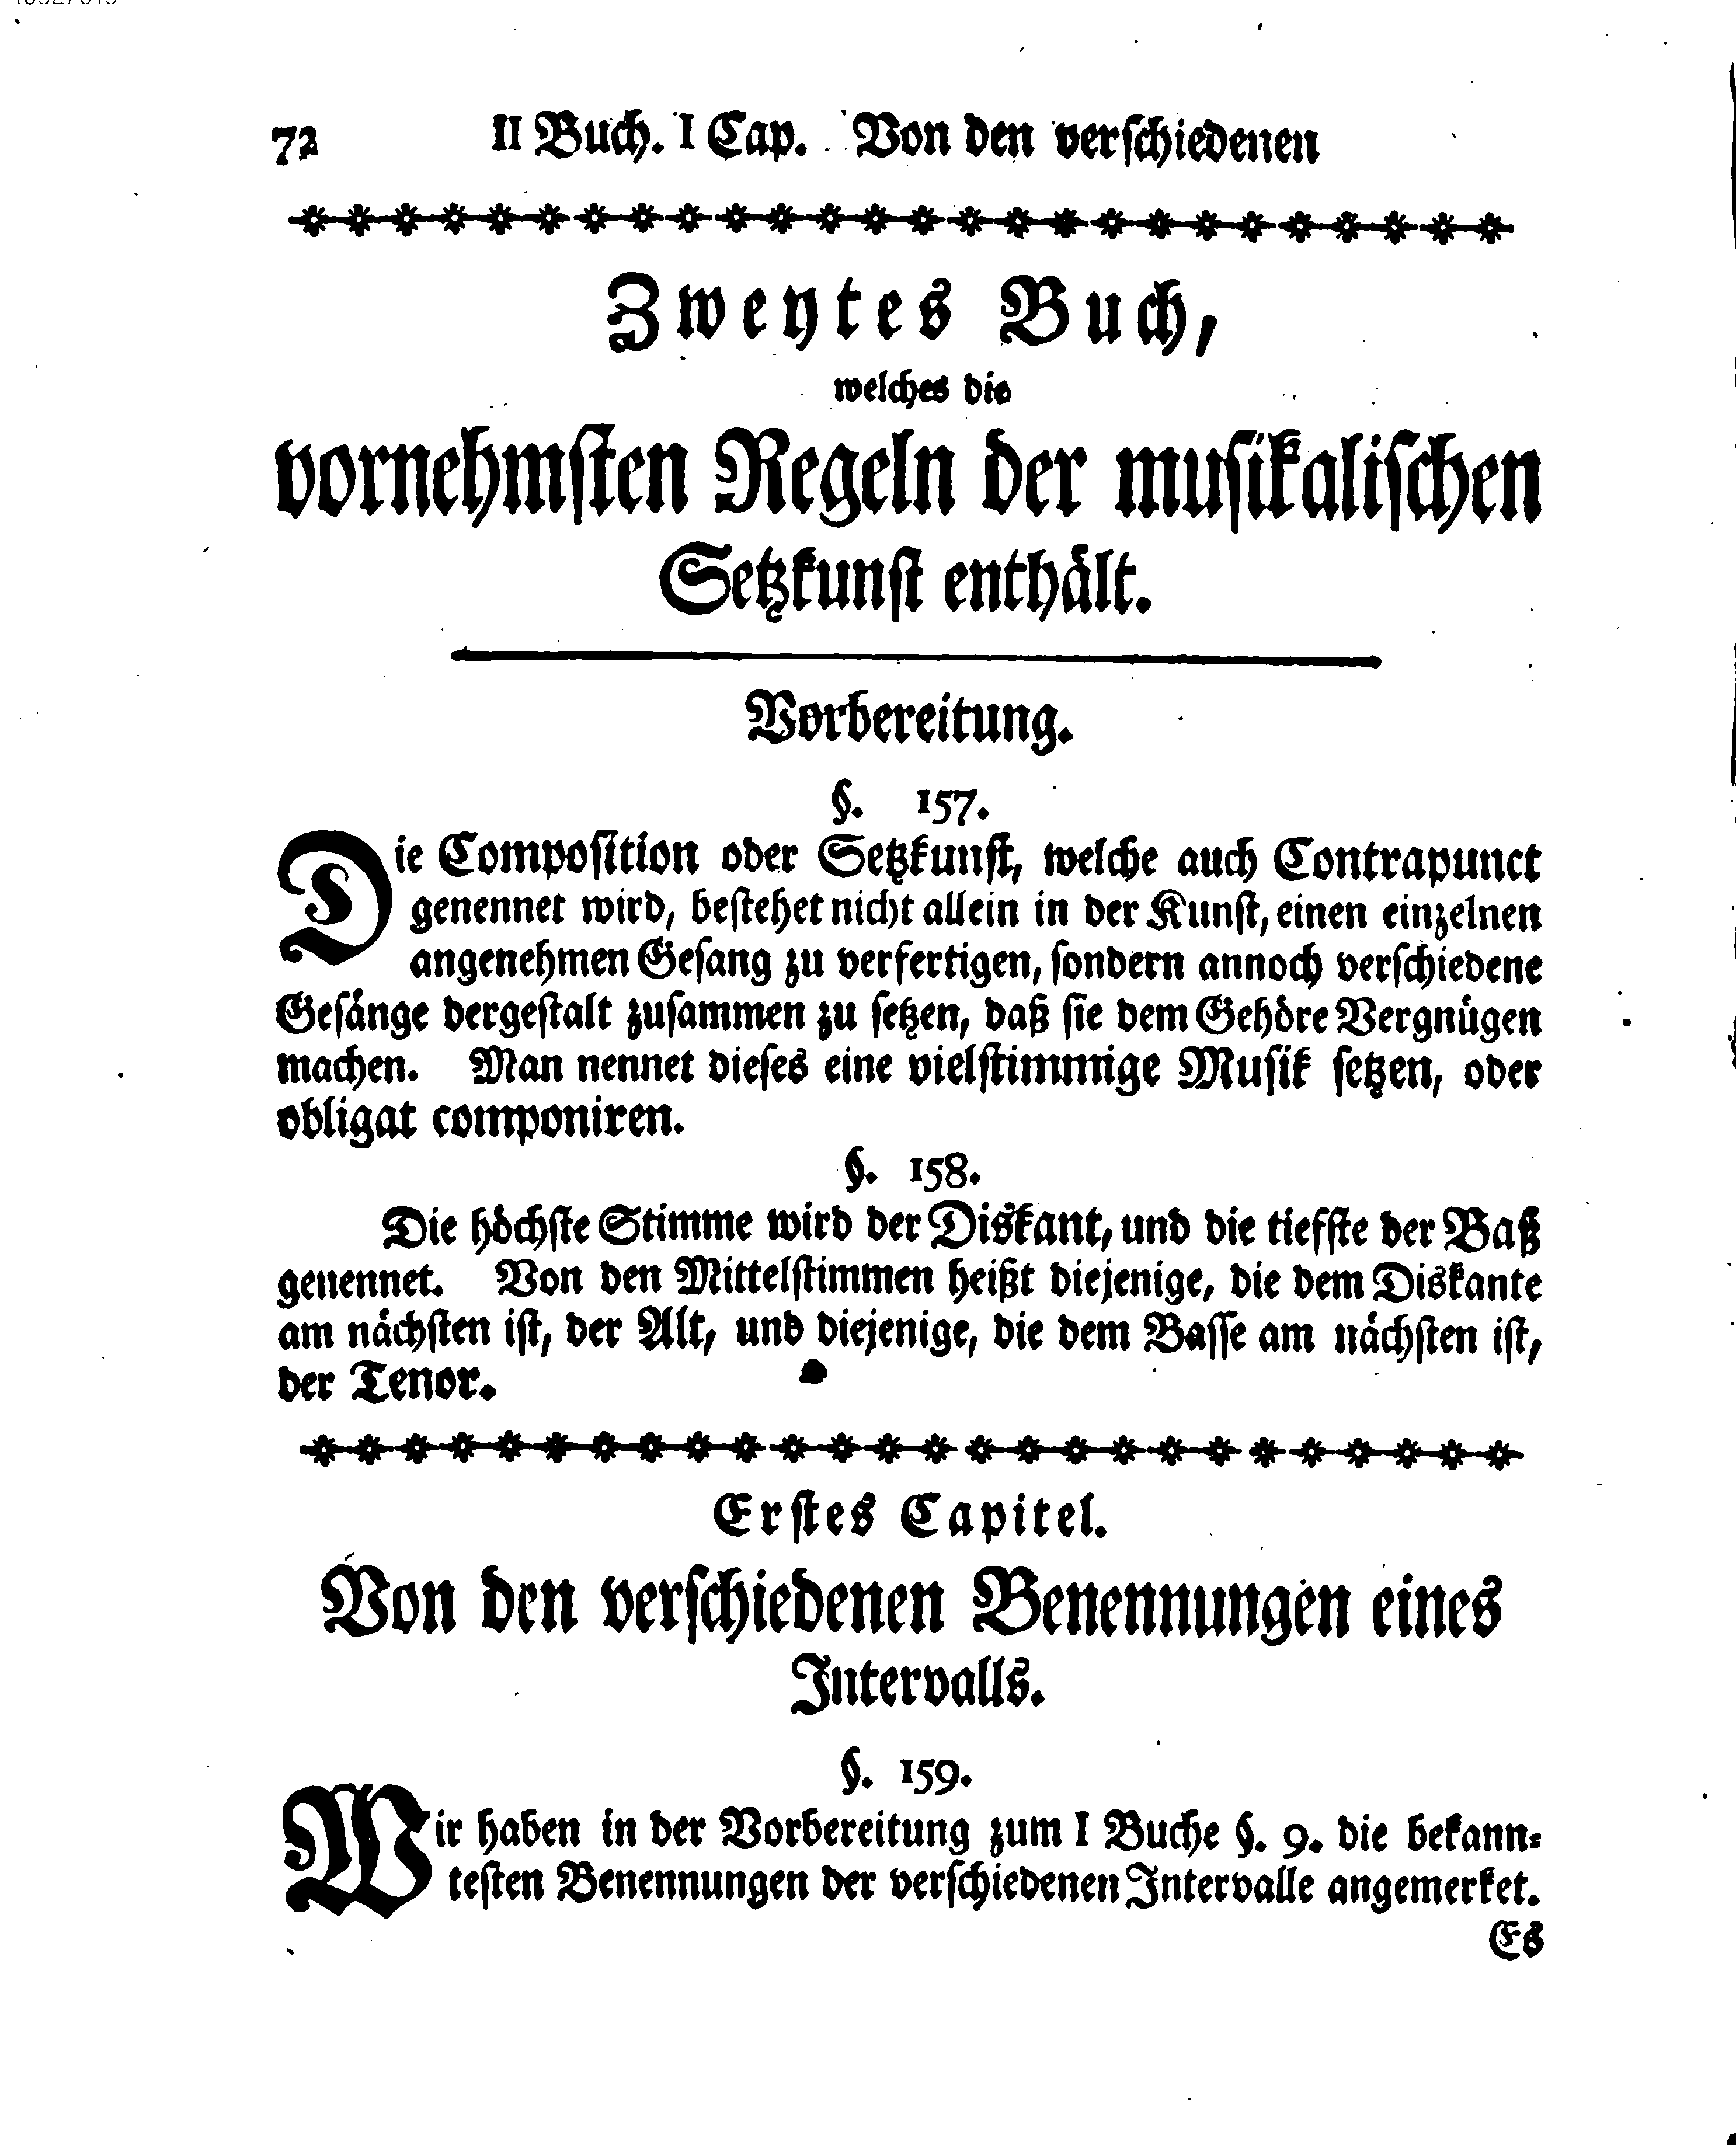 72 II Buch. I Cap. Von den verschiedenen
Zweytes Buch,
welches die
vornehmsten Regeln der musikalischen
Setzkunst enthält.
Vorbereitung.
§. 157.
Die Composition oder Setzkunst, welche auch Contrapunct
genennet wird, bestehet nicht allein in der Kunst, einen einzelnen
angenehmen Gesang zu verfertigen, sondern annoch verschiedene
Gesänge dergestalt zusammen zu setzen, daß sie dem Gehöre Vergnügen
machen. Man nennet dieses eine vielstimmige Musik setzen, oder
obligat componiren.
§. 158.
Die höchste Stimme wird der Diskant, und die tieffte der Baß
genennet. Von den Mittelstimmen heißt diejenige, die dem Diskante
am nächsten ist, der Alt, und diejenige, die dem Basse am nächsten ist,
der Tenor.
Erstes Capitel.
Von den verschiedenen Benennungen eines
Intervalls.
§. 159.
Wir haben in der Vorbereitung zum I Buche §. 9. die bekann-
testen Benennungen der verschiedenen Intervalle angemerket.
Es